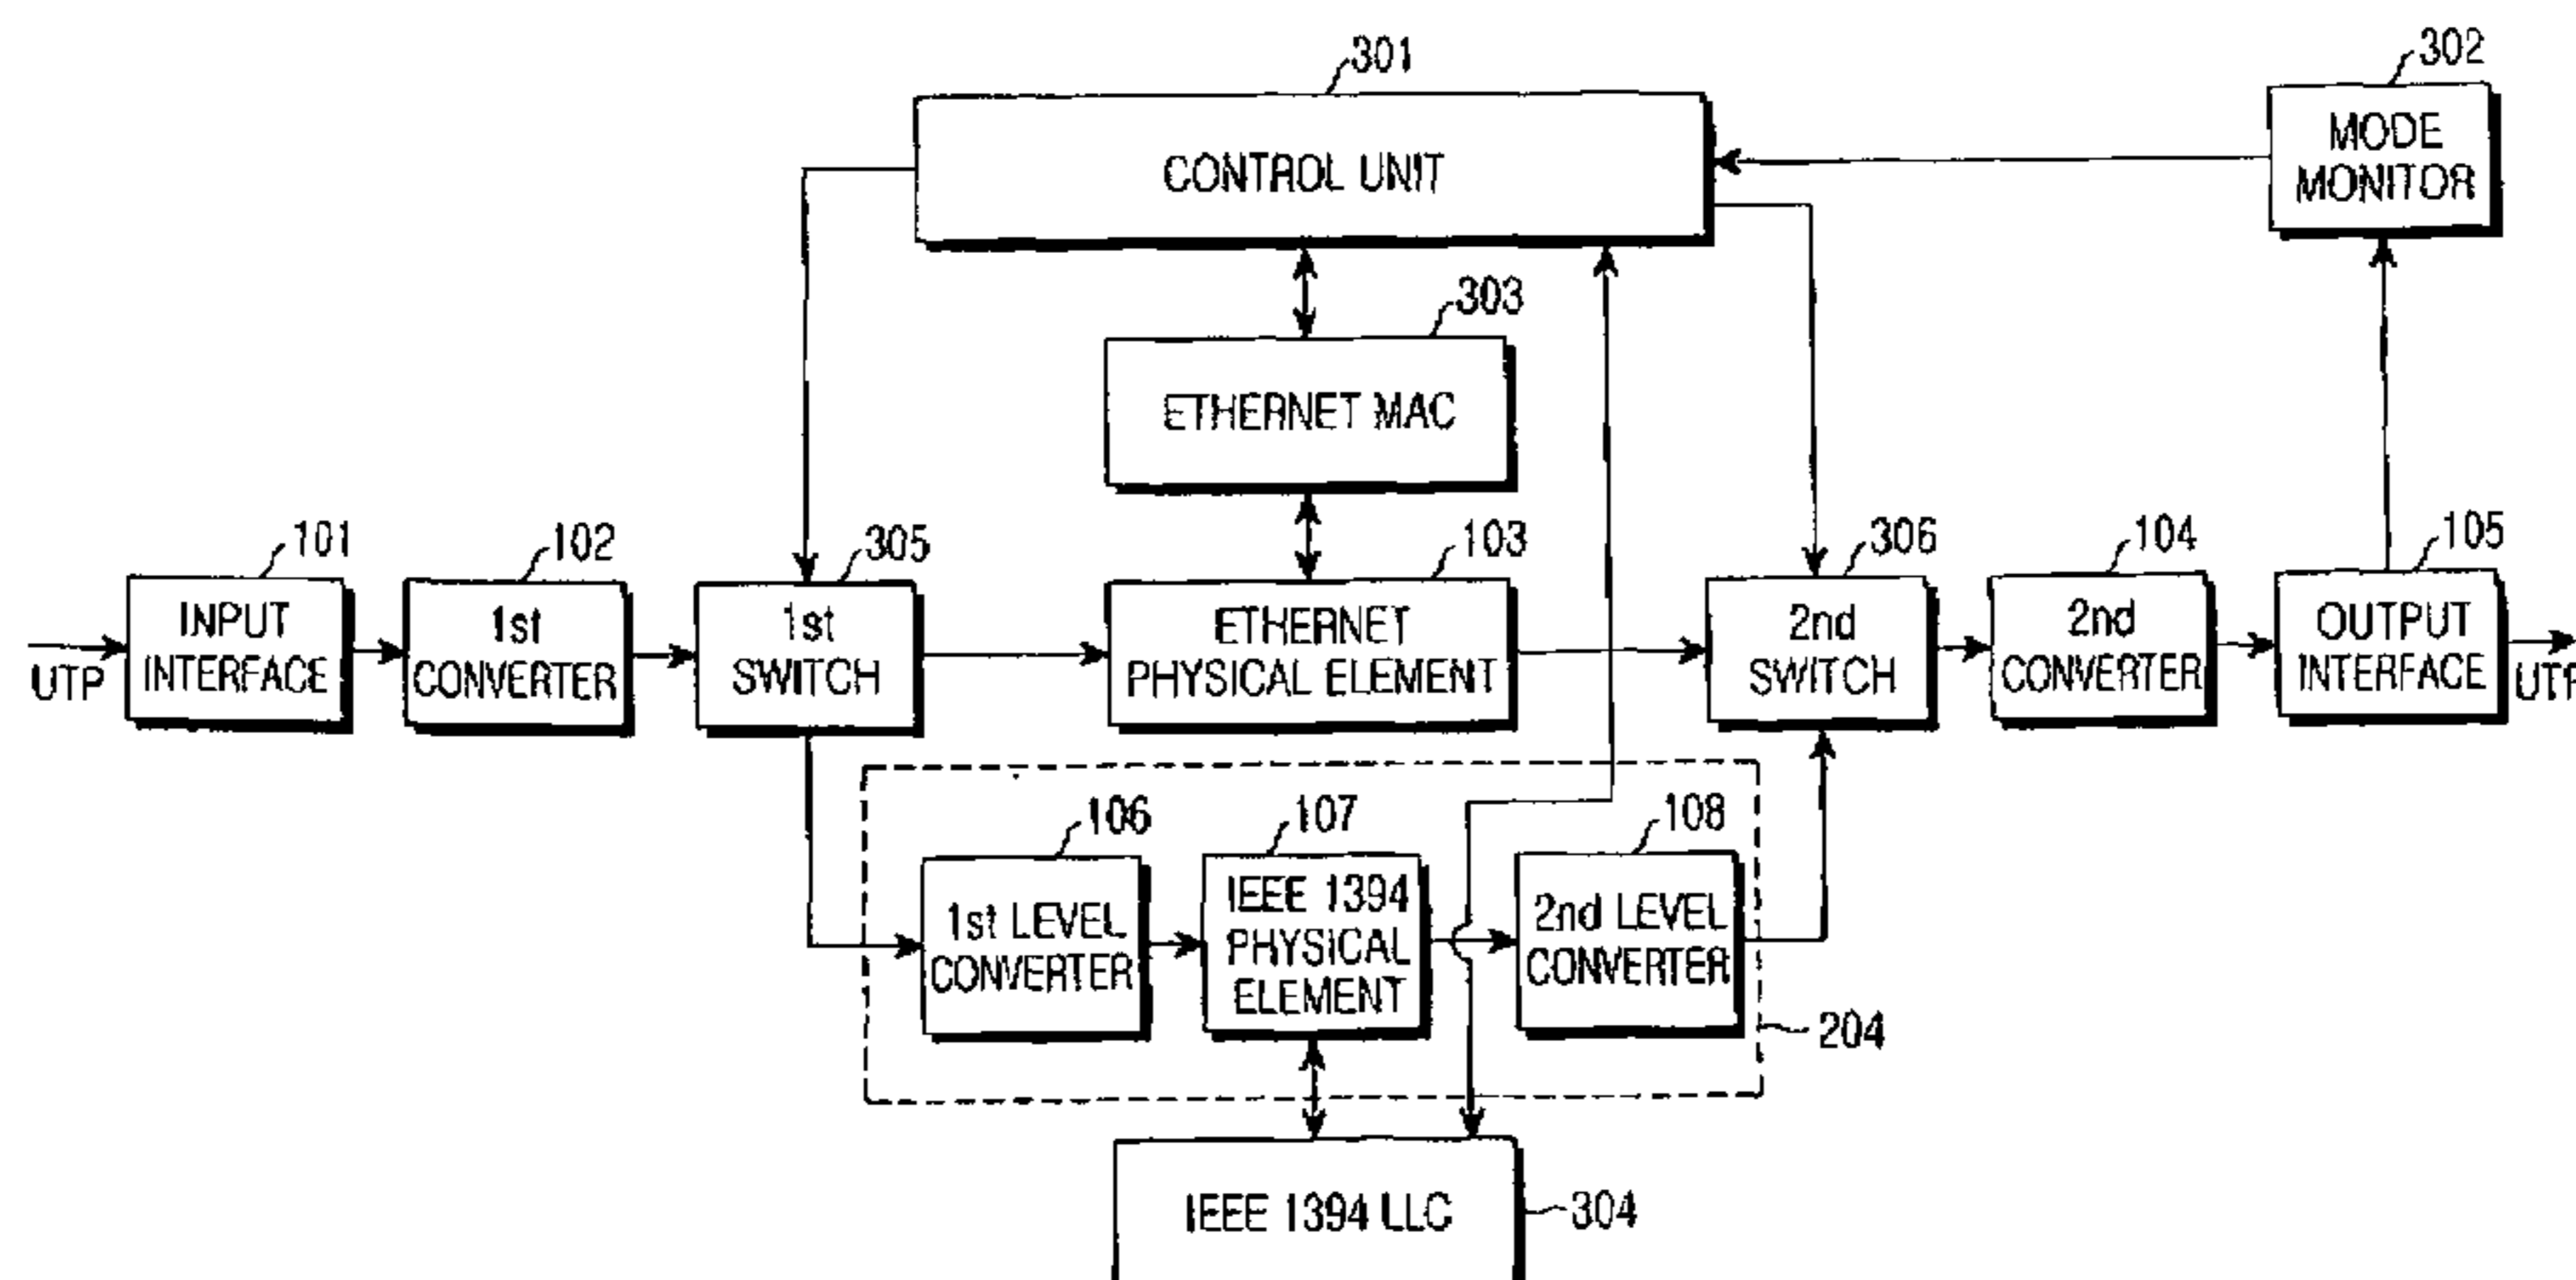 301
302
CONTROL UNIT
MODE
MONITOR
303
ETHERNET MAC
101
102
305
103
306
104
105
UTP
INPUT
INTERFACE
1st
CONVERTER
1st
SWITCH
ETHERNET
PHYSICAL ELEMENT
2nd
SWITCH
2nd
CONVERTER
OUTPUT
INTERFACE
UTP
106
107
108
1st LEVEL
CONVERTER
IEEE 1394
PHYSICAL
ELEMENT
2nd LEVEL
CONVERTER
204
IEEE 1394 LLC
304